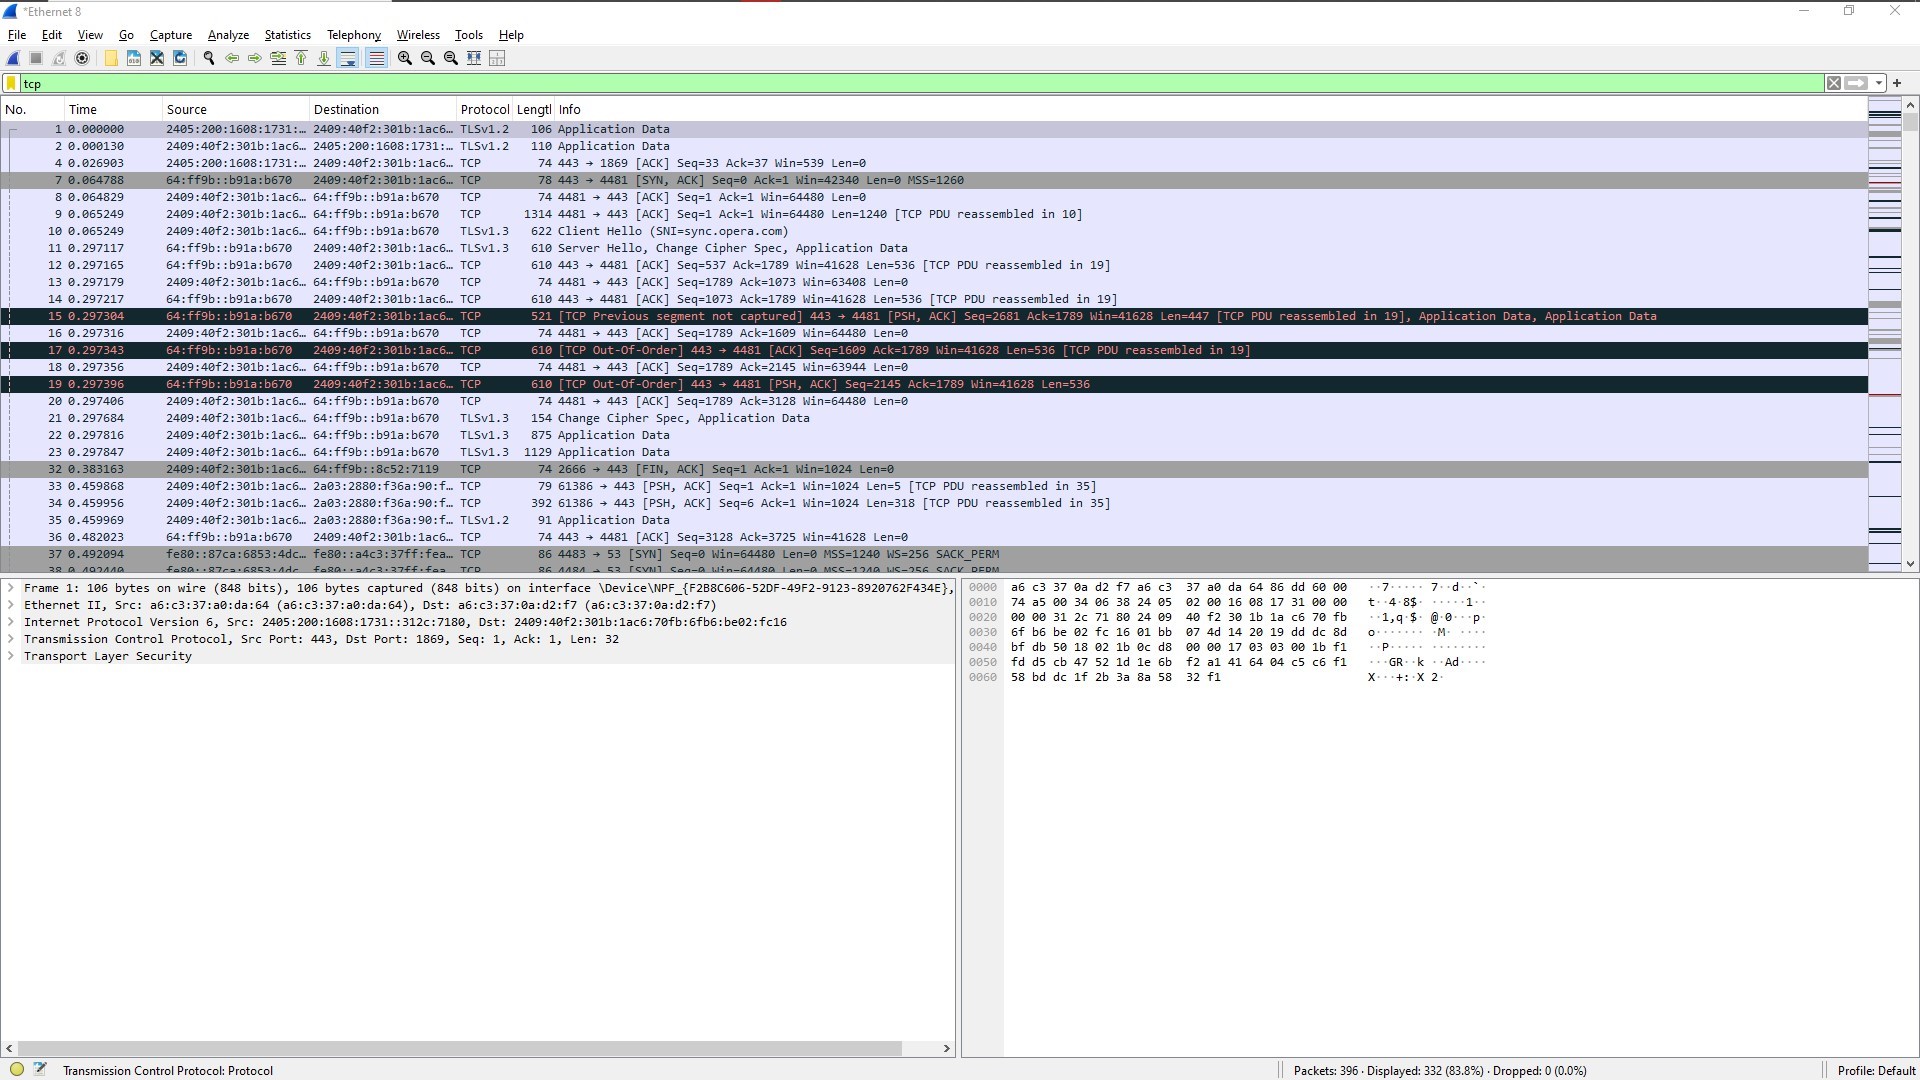 *Ethernet 8
File Edit View Go Capture Analyze Statistics Telephony Wireless Tools Help
tcp
No. Time Source Destination Protocol Lengtl Info
1 0.000000 2405:200:1608:1731:… 2409:40f2:301b:1ac6… TLSv1.2 106 Application Data
2 0.000130 2409:40f2:301b:1ac6… 2405:200:1608:1731:… TLSv1.2 110 Application Data
4 0.026903 2405:200:1608:1731:… 2409:40f2:301b:1ac6… TCP 74 443 → 1869 [ACK] Seq=33 Ack=37 Win=539 Len=0
7 0.064788 64:ff9b::b91a:b670 2409:40f2:301b:1ac6… TCP 78 443 → 4481 [SYN, ACK] Seq=0 Ack=1 Win=42340 Len=0 MSS=1260
8 0.064829 2409:40f2:301b:1ac6… 64:ff9b::b91a:b670 TCP 74 4481 → 443 [ACK] Seq=1 Ack=1 Win=64480 Len=0
9 0.065249 2409:40f2:301b:1ac6… 64:ff9b::b91a:b670 TCP 1314 4481 → 443 [ACK] Seq=1 Ack=1 Win=64480 Len=1240 [TCP PDU reassembled in 10]
10 0.065249 2409:40f2:301b:1ac6… 64:ff9b::b91a:b670 TLSv1.3 622 Client Hello (SNI=sync.opera.com)
11 0.297117 64:ff9b::b91a:b670 2409:40f2:301b:1ac6… TLSv1.3 610 Server Hello, Change Cipher Spec, Application Data
12 0.297165 64:ff9b::b91a:b670 2409:40f2:301b:1ac6… TCP 610 443 → 4481 [ACK] Seq=537 Ack=1789 Win=41628 Len=536 [TCP PDU reassembled in 19]
13 0.297179 2409:40f2:301b:1ac6… 64:ff9b::b91a:b670 TCP 74 4481 → 443 [ACK] Seq=1789 Ack=1073 Win=63408 Len=0
14 0.297217 64:ff9b::b91a:b670 2409:40f2:301b:1ac6… TCP 610 443 → 4481 [ACK] Seq=1073 Ack=1789 Win=41628 Len=536 [TCP PDU reassembled in 19]
15 0.297304 64:ff9b::b91a:b670 2409:40f2:301b:1ac6… TCP 521 [TCP Previous segment not captured] 443 → 4481 [PSH, ACK] Seq=2681 Ack=1789 Win=41628 Len=447 [TCP PDU reassembled in 19], Application Data, Application Data
16 0.297316 2409:40f2:301b:1ac6… 64:ff9b::b91a:b670 TCP 74 4481 → 443 [ACK] Seq=1789 Ack=1609 Win=64480 Len=0
17 0.297343 64:ff9b::b91a:b670 2409:40f2:301b:1ac6… TCP 610 [TCP Out-Of-Order] 443 → 4481 [ACK] Seq=1609 Ack=1789 Win=41628 Len=536 [TCP PDU reassembled in 19]
18 0.297356 2409:40f2:301b:1ac6… 64:ff9b::b91a:b670 TCP 74 4481 → 443 [ACK] Seq=1789 Ack=2145 Win=63944 Len=0
19 0.297396 64:ff9b::b91a:b670 2409:40f2:301b:1ac6… TCP 610 [TCP Out-Of-Order] 443 → 4481 [PSH, ACK] Seq=2145 Ack=1789 Win=41628 Len=536
20 0.297406 2409:40f2:301b:1ac6… 64:ff9b::b91a:b670 TCP 74 4481 → 443 [ACK] Seq=1789 Ack=3128 Win=64480 Len=0
21 0.297684 2409:40f2:301b:1ac6… 64:ff9b::b91a:b670 TLSv1.3 154 Change Cipher Spec, Application Data
22 0.297816 2409:40f2:301b:1ac6… 64:ff9b::b91a:b670 TLSv1.3 875 Application Data
23 0.297847 2409:40f2:301b:1ac6… 64:ff9b::b91a:b670 TLSv1.3 1129 Application Data
32 0.383163 2409:40f2:301b:1ac6… 64:ff9b::8c52:7119 TCP 74 2666 → 443 [FIN, ACK] Seq=1 Ack=1 Win=1024 Len=0
33 0.459868 2409:40f2:301b:1ac6… 2a03:2880:f36a:90:f… TCP 79 61386 → 443 [PSH, ACK] Seq=1 Ack=1 Win=1024 Len=5 [TCP PDU reassembled in 35]
34 0.459956 2409:40f2:301b:1ac6… 2a03:2880:f36a:90:f… TCP 392 61386 → 443 [PSH, ACK] Seq=6 Ack=1 Win=1024 Len=318 [TCP PDU reassembled in 35]
35 0.459969 2409:40f2:301b:1ac6… 2a03:2880:f36a:90:f… TLSv1.2 91 Application Data
36 0.482023 64:ff9b::b91a:b670 2409:40f2:301b:1ac6… TCP 74 443 → 4481 [ACK] Seq=3128 Ack=3725 Win=41628 Len=0
37 0.492094 fe80::87ca:6853:4dc… fe80::a4c3:37ff:fea… TCP 86 4483 → 53 [SYN] Seq=0 Win=64480 Len=0 MSS=1240 WS=256 SACK_PERM
38 0.492440 fe80::87ca:6853:4dc… fe80::a4c3:37ff:fea… TCP 86 4484 → 53 [SYN] Seq=0 Win=64480 Len=0 MSS=1240 WS=256 SACK_PERM
Frame 1: 106 bytes on wire (848 bits), 106 bytes captured (848 bits) on interface \Device\NPF_{F2B8C606-52DF-49F2-9123-8920762F434E},
Ethernet II, Src: a6:c3:37:a0:da:64 (a6:c3:37:a0:da:64), Dst: a6:c3:37:0a:d2:f7 (a6:c3:37:0a:d2:f7)
Internet Protocol Version 6, Src: 2405:200:1608:1731::312c:7180, Dst: 2409:40f2:301b:1ac6:70fb:6fb6:be02:fc16
Transmission Control Protocol, Src Port: 443, Dst Port: 1869, Seq: 1, Ack: 1, Len: 32
Transport Layer Security
0000 a6 c3 37 0a d2 f7 a6 c3 37 a0 da 64 86 dd 60 00 ··7····· 7··d··`·
0010 74 a5 00 34 06 38 24 05 02 00 16 08 17 31 00 00 t··4·8$· ·····1··
0020 00 00 31 2c 71 80 24 09 40 f2 30 1b 1a c6 70 fb ··1,q·$· @·0···p·
0030 6f b6 be 02 fc 16 01 bb 07 4d 14 20 19 dd dc 8d o······· ·M· ····
0040 bf db 50 18 02 1b 0c d8 00 00 17 03 03 00 1b f1 ··P····· ········
0050 fd d5 cb 47 52 1d 1e 6b f2 a1 41 64 04 c5 c6 f1 ···GR··k ··Ad····
0060 58 bd dc 1f 2b 3a 8a 58 32 f1 X···+:·X 2·
Transmission Control Protocol: Protocol
Packets: 396 · Displayed: 332 (83.8%) · Dropped: 0 (0.0%)
Profile: Default